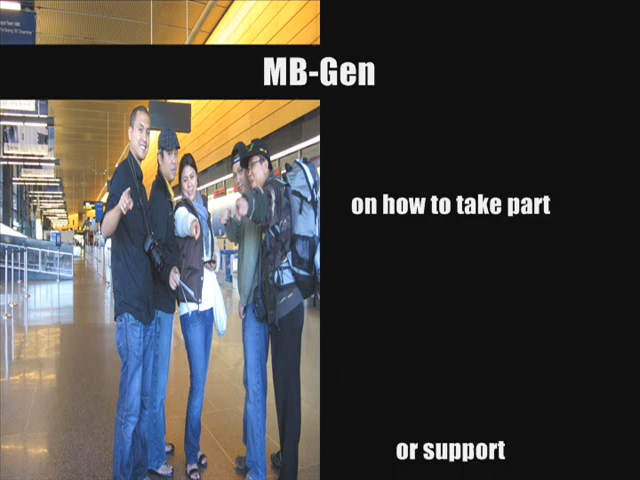 MB-Gen
on how to take part
or support